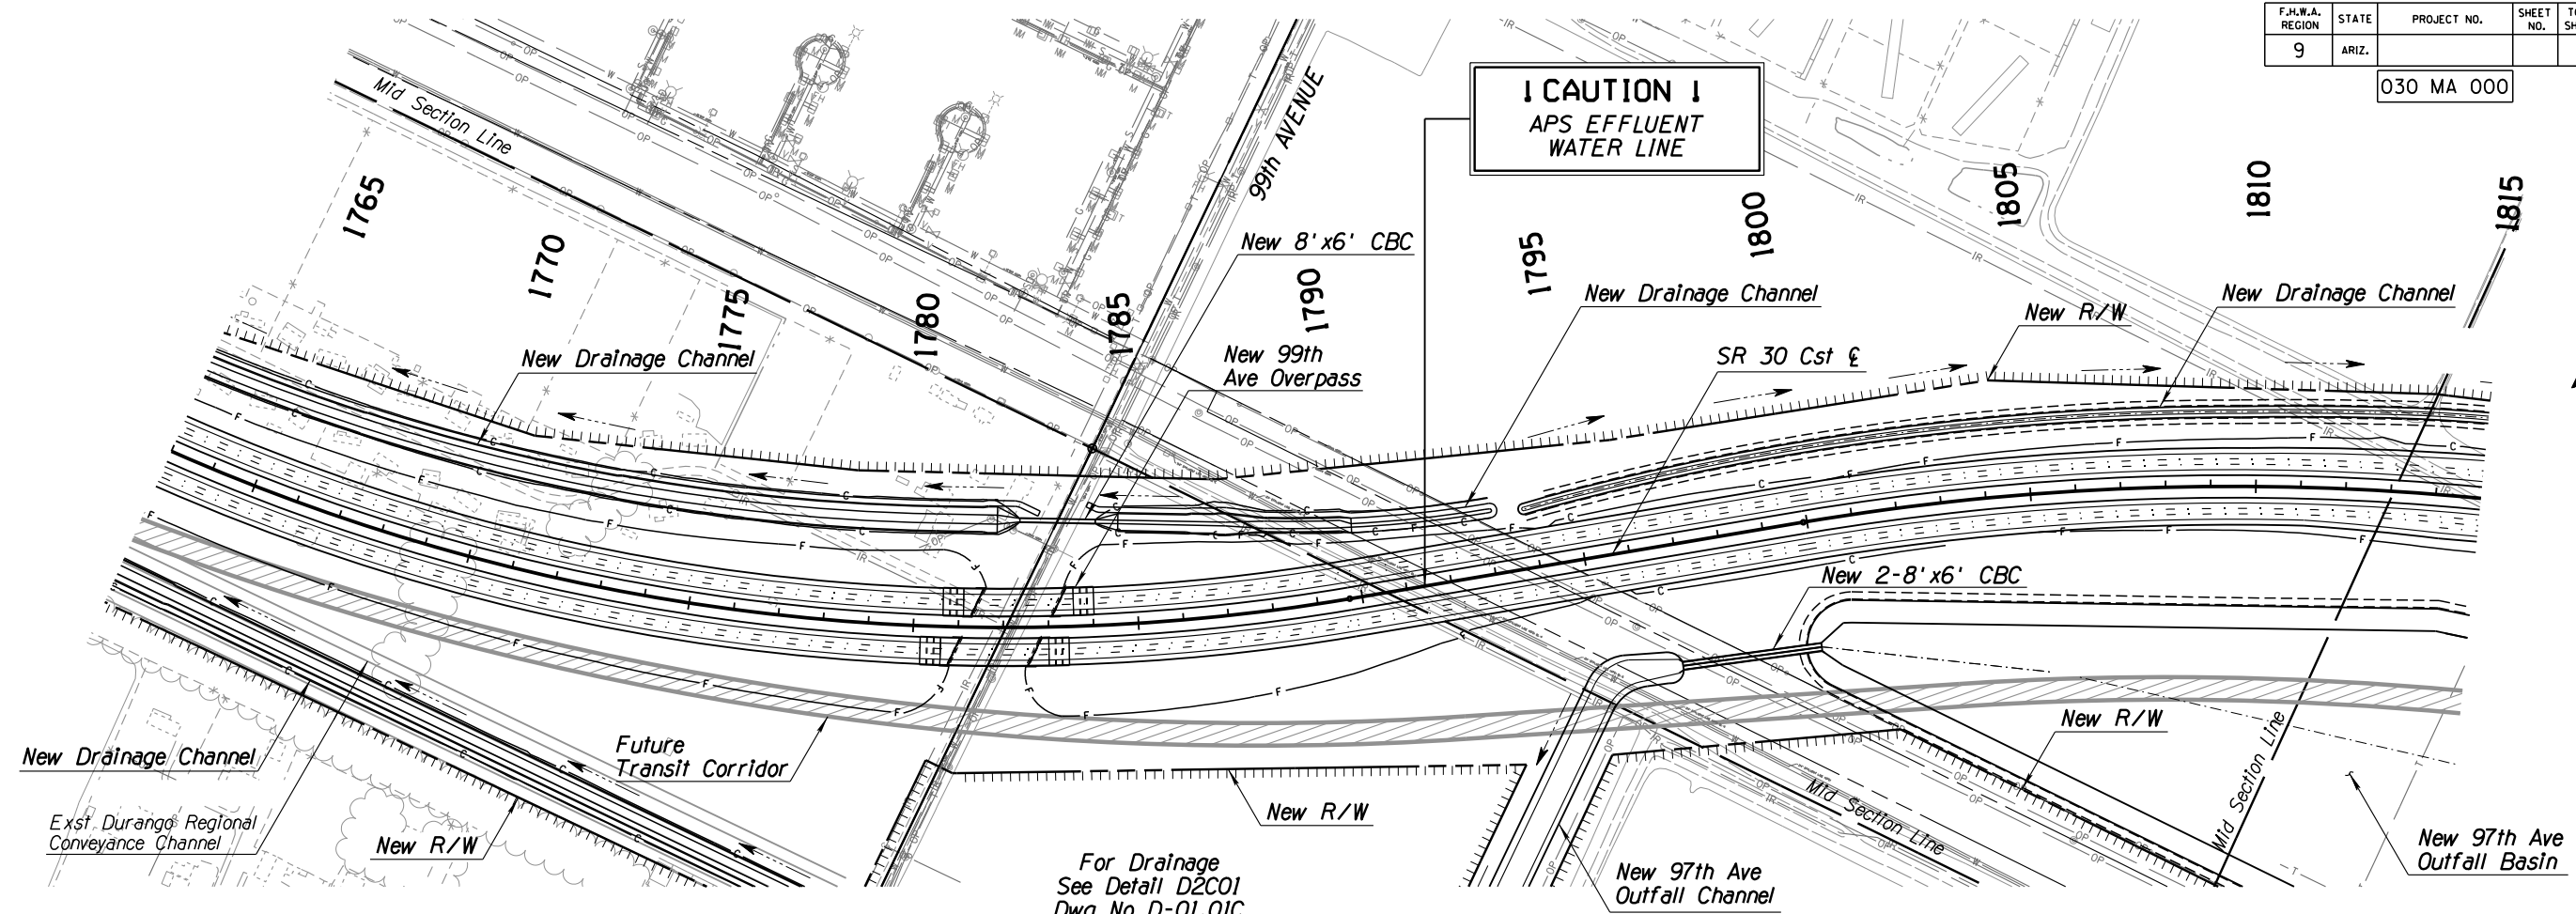 F.H.W.A.
REGION
STATE
PROJECT NO.
SHEET
NO.
9
ARIZ.
030 MA 000
! CAUTION !
APS EFFLUENT
WATER LINE
Mid Section Line
99th AVENUE
1765
1770
1775
1780
1785
1790
1795
1800
1805
1810
1815
New 8'x6' CBC
New Drainage Channel
New Drainage Channel
New R/W
New Drainage Channel
New 99th
Ave Overpass
SR 30 Cst ℄
New 2-8'x6' CBC
New Drainage Channel
Future
Transit Corridor
New R/W
Mid Section Line
Exst Durango Regional
Conveyance Channel
New R/W
New R/W
Mid Section Line
For Drainage
See Detail D2C01
Dwg No D-01.01C
New 97th Ave
Outfall Channel
New 97th Ave
Outfall Basin